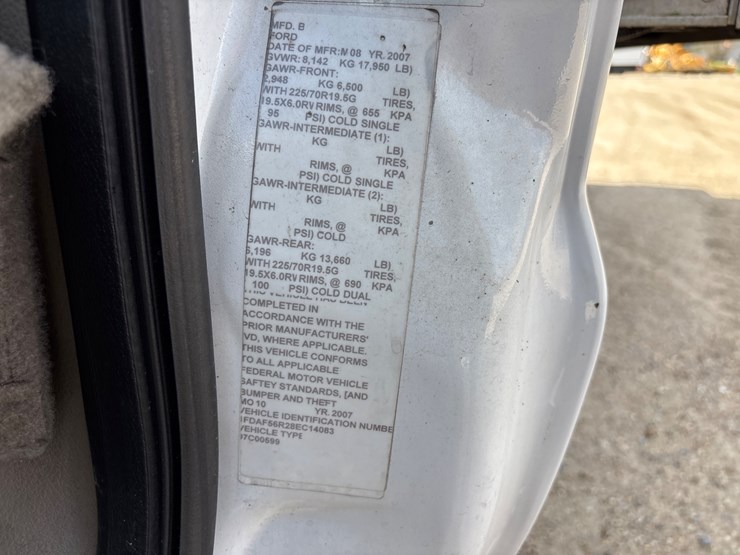 MFD. B
FORD
DATE OF MFR: M 08 YR. 2007
GVWR: 8,142 KG 17,950 LB)
GAWR-FRONT:
2,948 KG 6,500 LB)
WITH 225/70R19.5G TIRES,
19.5X6.0RV RIMS, @ 655 KPA
95 PSI) COLD SINGLE
GAWR-INTERMEDIATE (1):
KG LB)
WITH TIRES,
RIMS, @ KPA
PSI) COLD SINGLE
GAWR-INTERMEDIATE (2):
KG LB)
WITH TIRES,
RIMS, @ KPA
PSI) COLD
GAWR-REAR:
6,196 KG 13,660 LB)
WITH 225/70R19.5G TIRES,
19.5X6.0RV RIMS, @ 690 KPA
100 PSI) COLD DUAL
COMPLETED IN
ACCORDANCE WITH THE
PRIOR MANUFACTURERS'
VD, WHERE APPLICABLE.
THIS VEHICLE CONFORMS
TO ALL APPLICABLE
FEDERAL MOTOR VEHICLE
SAFTEY STANDARDS, [AND
BUMPER AND THEFT
MO 10 YR. 2007
VEHICLE IDENTIFICATION NUMBE
1FDAF56R28EC14083
VEHICLE TYPE
07C00599